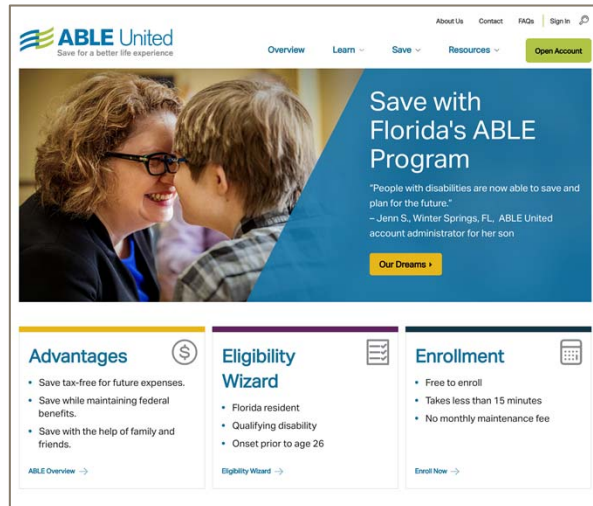 About Us Contact FAQs Sign In
ABLE United
Save for a better life experience
Overview Learn Save Resources Open Account
Save with
Florida's ABLE
Program
"People with disabilities are now able to save and
plan for the future."
– Jenn S., Winter Springs, FL, ABLE United
account administrator for her son
Our Dreams
Advantages
• Save tax-free for future expenses.
• Save while maintaining federal
benefits.
• Save with the help of family and
friends.
ABLE Overview →
Eligibility
Wizard
• Florida resident
• Qualifying disability
• Onset prior to age 26
Eligibility Wizard →
Enrollment
• Free to enroll
• Takes less than 15 minutes
• No monthly maintenance fee
Enroll Now →